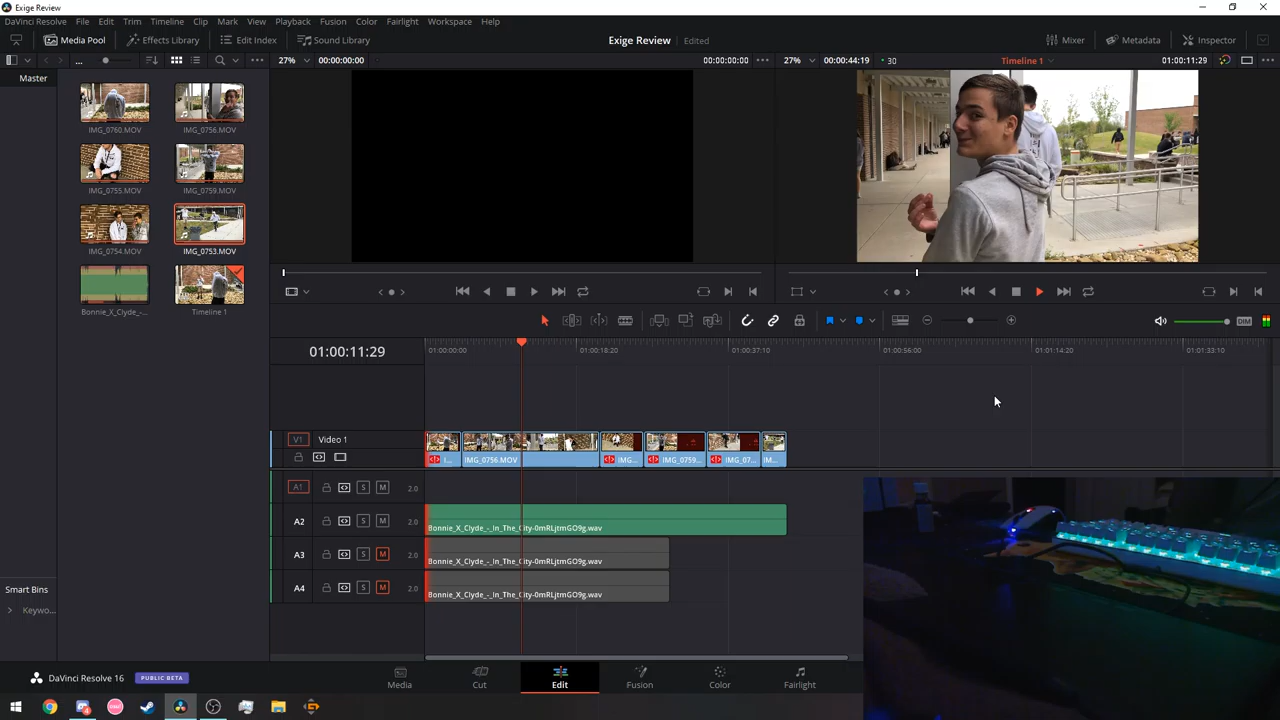 Exige Review
DaVinci Resolve File Edit Trim Timeline Clip Mark View Playback Fusion Color Fairlight Workspace Help
Media Pool Effects Library Edit Index Sound Library Exige Review Edited Mixer Metadata Inspector
... 27% 00:00:00:00 00:00:00:00 ••• 27% 00:00:44:19 • 30 Timeline 1 01:00:11:29 •••
Master
IMG_0760.MOV IMG_0756.MOV
IMG_0755.MOV IMG_0759.MOV
IMG_0754.MOV IMG_0753.MOV
Bonnie_X_Clyde_-... Timeline 1
DIM
01:00:11:29 01:00:00:00 01:00:18:20 01:00:37:10 01:00:56:00 01:01:14:20 01:01:33:10
V1 Video 1
I... IMG_0756.MOV IMG... IMG_0759... IMG_07... IM...
A1 S M 2.0
A2 S M 2.0
Bonnie_X_Clyde_-_In_The_City-0mRLjtmGO9g.wav
A3 S M 2.0
Bonnie_X_Clyde_-_In_The_City-0mRLjtmGO9g.wav
A4 S M 2.0
Bonnie_X_Clyde_-_In_The_City-0mRLjtmGO9g.wav
Smart Bins
Keywo...
DaVinci Resolve 16 PUBLIC BETA
Media Cut Edit Fusion Color Fairlight